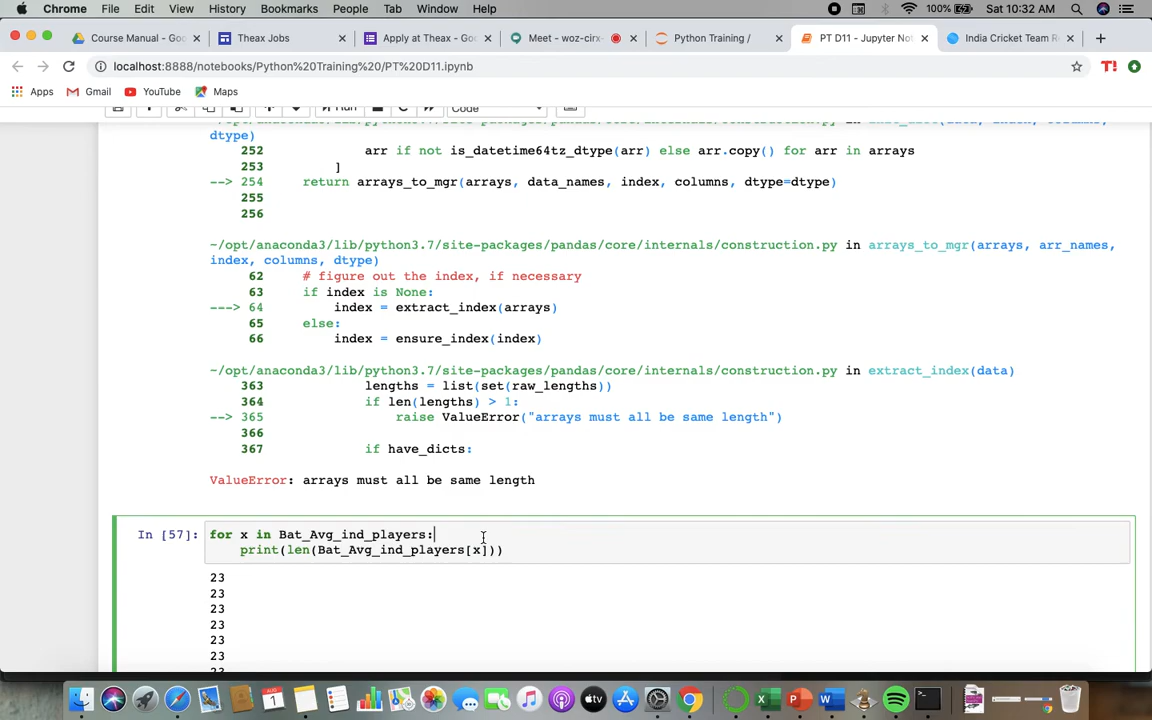 Chrome File Edit View History Bookmarks People Tab Window Help 100% Sat 10:32 AM
Course Manual - Goo Theax Jobs Apply at Theax - Go Meet - woz-cirx- Python Training / PT D11 - Jupyter Not India Cricket Team R
localhost:8888/notebooks/Python%20Training%20/PT%20D11.ipynb
Apps Gmail YouTube Maps
Run Code
dtype)
252 arr if not is_datetime64tz_dtype(arr) else arr.copy() for arr in arrays
253 ]
--> 254 return arrays_to_mgr(arrays, data_names, index, columns, dtype=dtype)
255
256
~/opt/anaconda3/lib/python3.7/site-packages/pandas/core/internals/construction.py in arrays_to_mgr(arrays, arr_names,
index, columns, dtype)
62 # figure out the index, if necessary
63 if index is None:
---> 64 index = extract_index(arrays)
65 else:
66 index = ensure_index(index)
~/opt/anaconda3/lib/python3.7/site-packages/pandas/core/internals/construction.py in extract_index(data)
363 lengths = list(set(raw_lengths))
364 if len(lengths) > 1:
--> 365 raise ValueError("arrays must all be same length")
366
367 if have_dicts:
ValueError: arrays must all be same length
In [57]: for x in Bat_Avg_ind_players:
print(len(Bat_Avg_ind_players[x]))
23
23
23
23
23
23